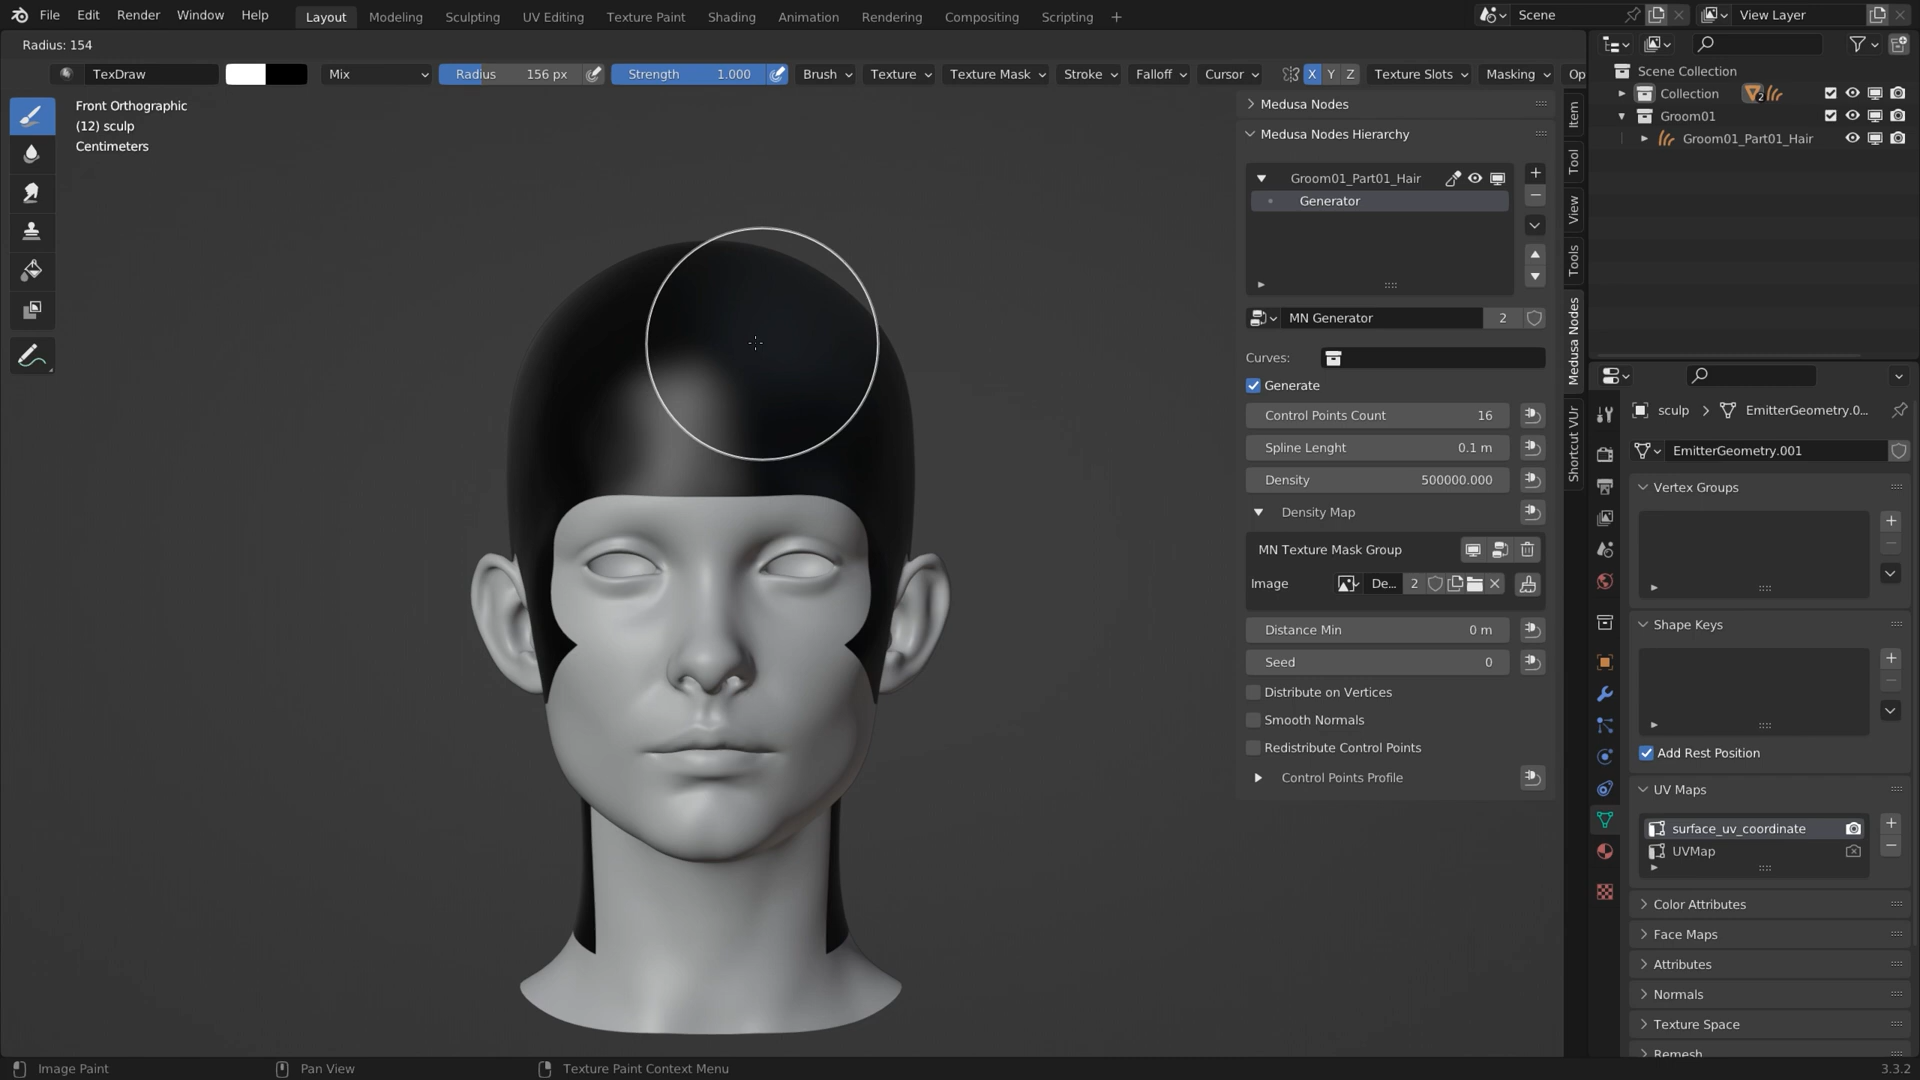 File Edit Render Window Help Layout Modeling Sculpting UV Editing Texture Paint Shading Animation Rendering Compositing Scripting + Scene View Layer
Radius: 154
TexDraw Mix Radius 156 px Strength 1.000 Brush Texture Texture Mask Stroke Falloff Cursor X Y Z Texture Slots Masking Op
Front Orthographic
(12) sculp
Centimeters
Medusa Nodes
Medusa Nodes Hierarchy
Groom01_Part01_Hair
Generator
MN Generator 2
Curves:
Generate
Control Points Count 16
Spline Lenght 0.1 m
Density 500000.000
Density Map
MN Texture Mask Group
Image De... 2
Distance Min 0 m
Seed 0
Distribute on Vertices
Smooth Normals
Redistribute Control Points
Control Points Profile
Item
Tool
View
Tools
Medusa Nodes
Shortcut VUr
Scene Collection
Collection 2
Groom01
Groom01_Part01_Hair
sculp EmitterGeometry.0...
EmitterGeometry.001
Vertex Groups
Shape Keys
Add Rest Position
UV Maps
surface_uv_coordinate
UVMap
Color Attributes
Face Maps
Attributes
Normals
Texture Space
Remesh
Image Paint Pan View Texture Paint Context Menu 3.3.2